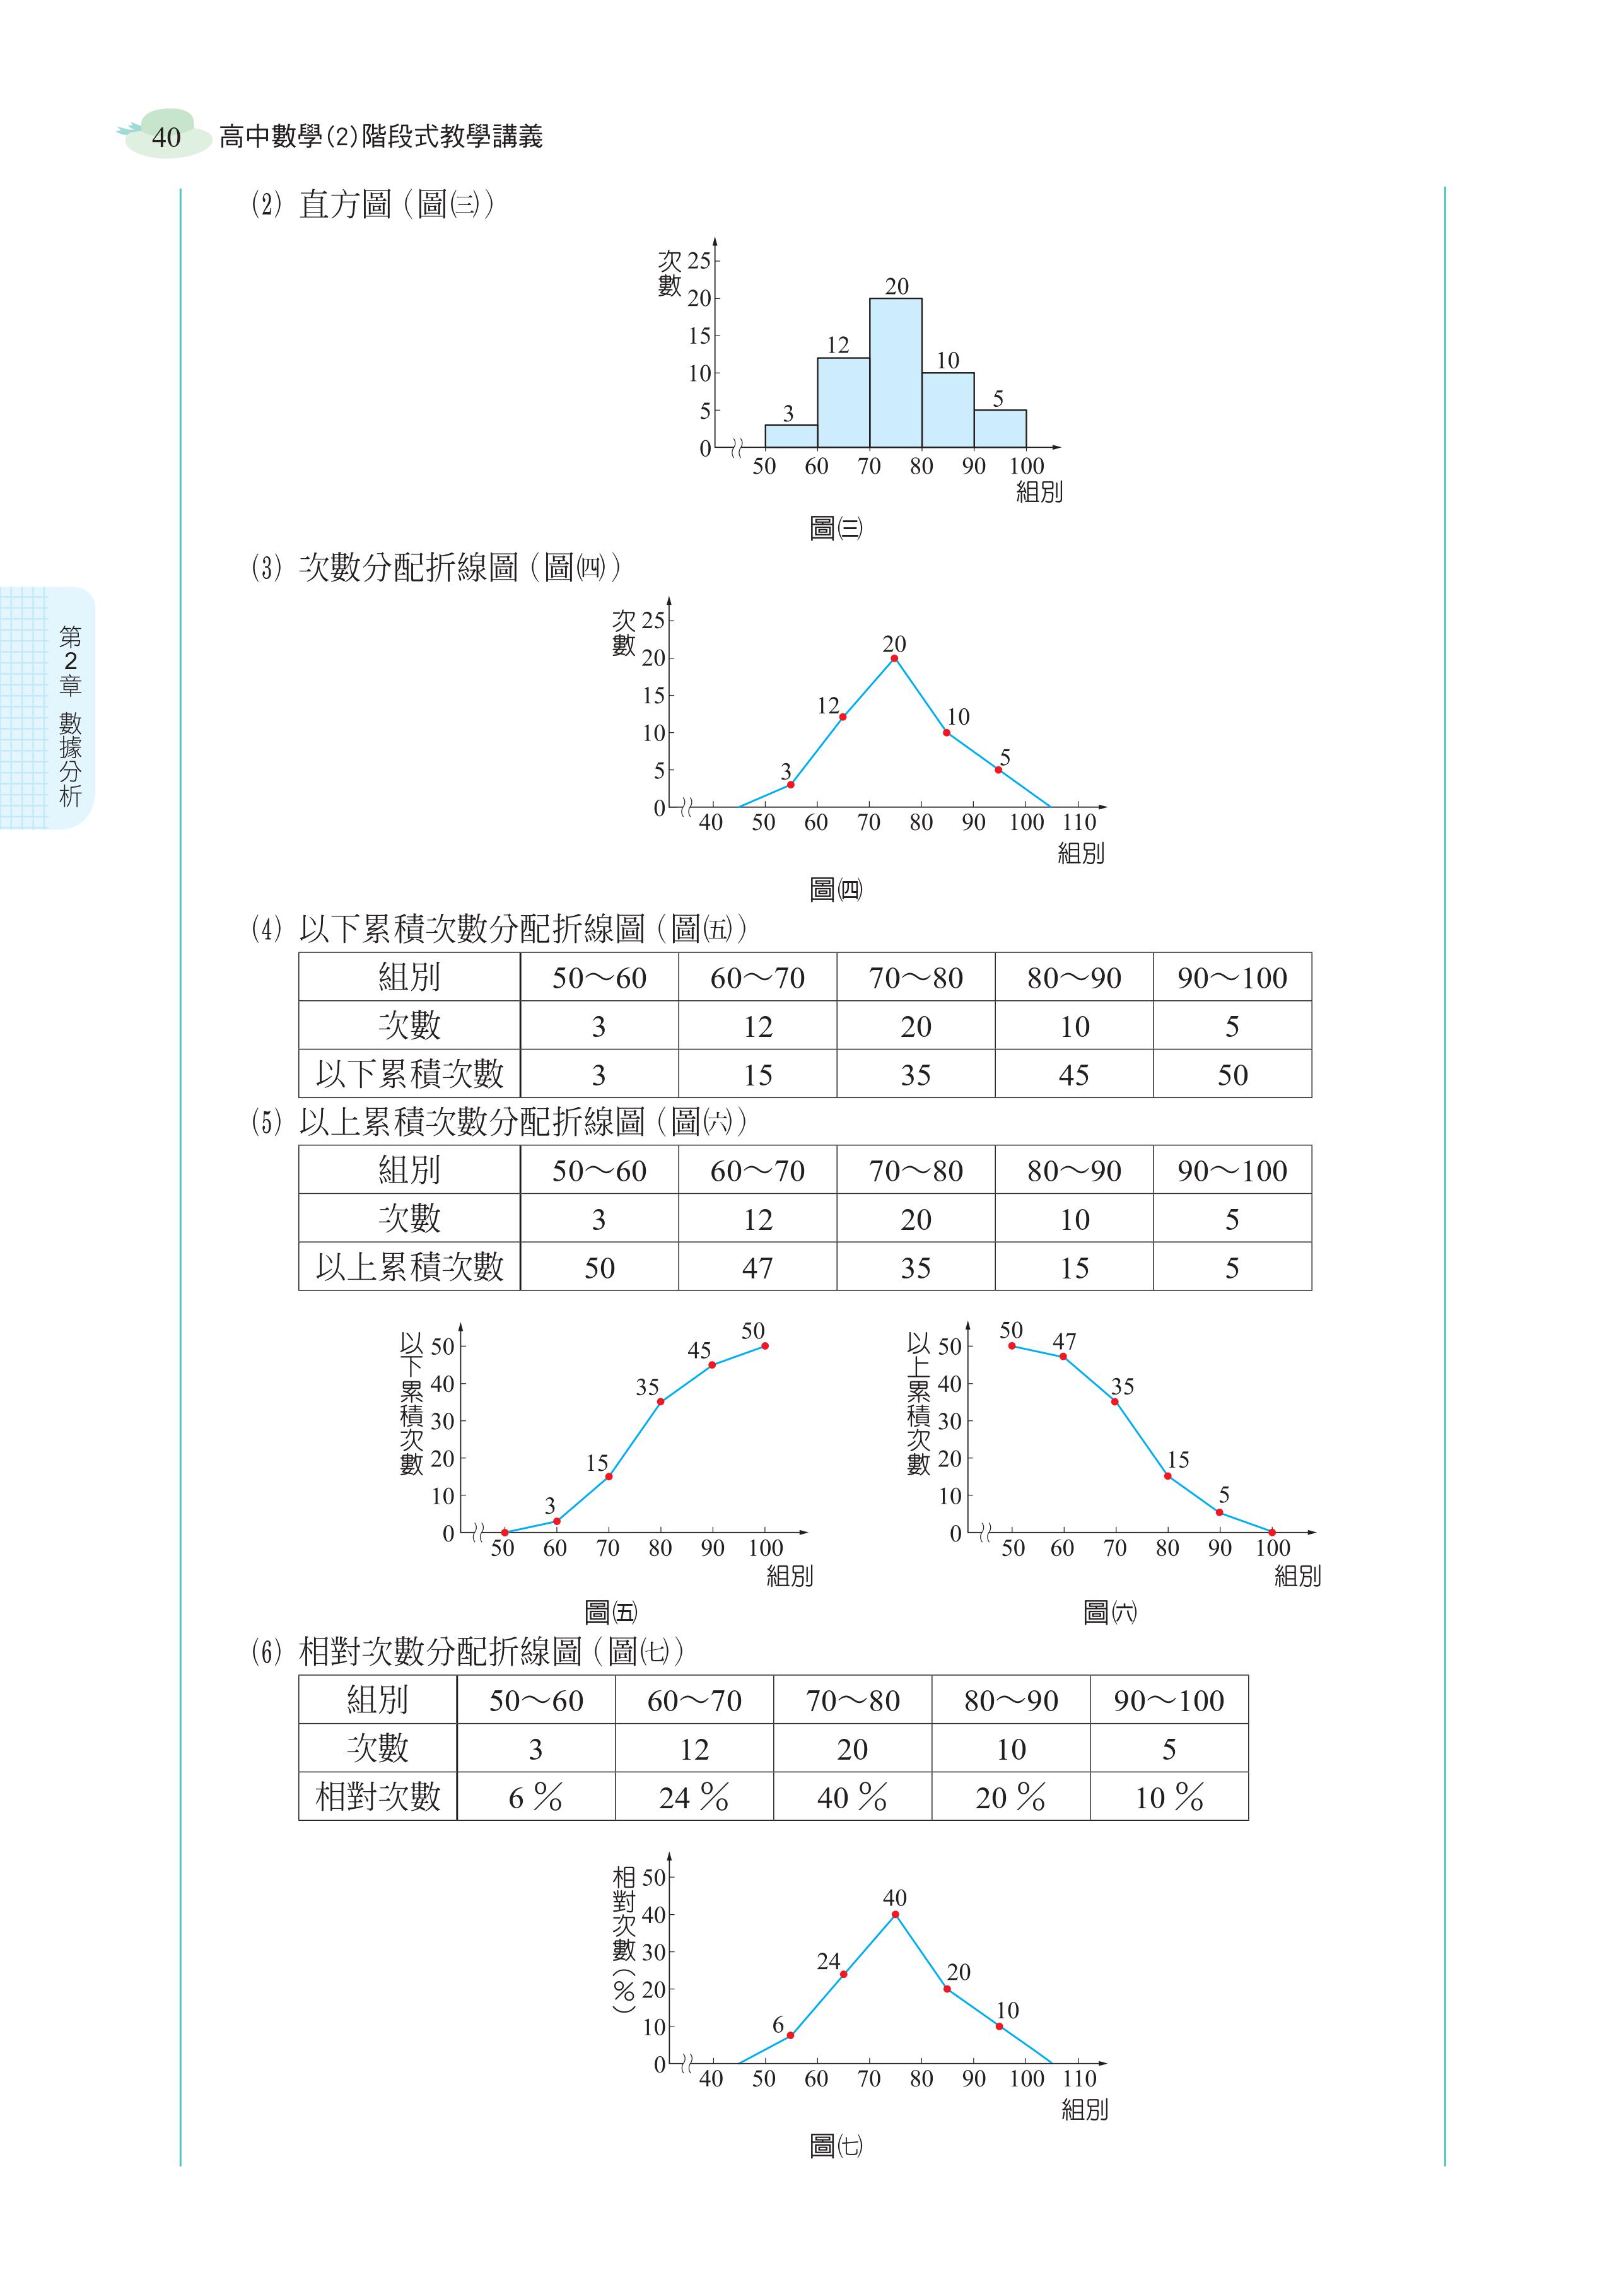 40 高中數學(2)階段式教學講義
第2章 數據分析
(2) 直方圖(圖㈢)
次數
25
20
15
10
5
0
3
12
20
10
5
50 60 70 80 90 100
組別
圖㈢
(3) 次數分配折線圖(圖㈣)
次數
25
20
15
10
5
0
3
12
20
10
5
40 50 60 70 80 90 100 110
組別
圖㈣
(4) 以下累積次數分配折線圖(圖㈤)
組別 50~60 60~70 70~80 80~90 90~100
次數 3 12 20 10 5
以下累積次數 3 15 35 45 50
(5) 以上累積次數分配折線圖(圖㈥)
組別 50~60 60~70 70~80 80~90 90~100
次數 3 12 20 10 5
以上累積次數 50 47 35 15 5
以下累積次數
50
40
30
20
10
0
3
15
35
45
50
50 60 70 80 90 100
組別
圖㈤
以上累積次數
50
40
30
20
10
0
50
47
35
15
5
50 60 70 80 90 100
組別
圖㈥
(6) 相對次數分配折線圖(圖㈦)
組別 50~60 60~70 70~80 80~90 90~100
次數 3 12 20 10 5
相對次數 6 % 24 % 40 % 20 % 10 %
相對次數(%)
50
40
30
20
10
0
6
24
40
20
10
40 50 60 70 80 90 100 110
組別
圖㈦